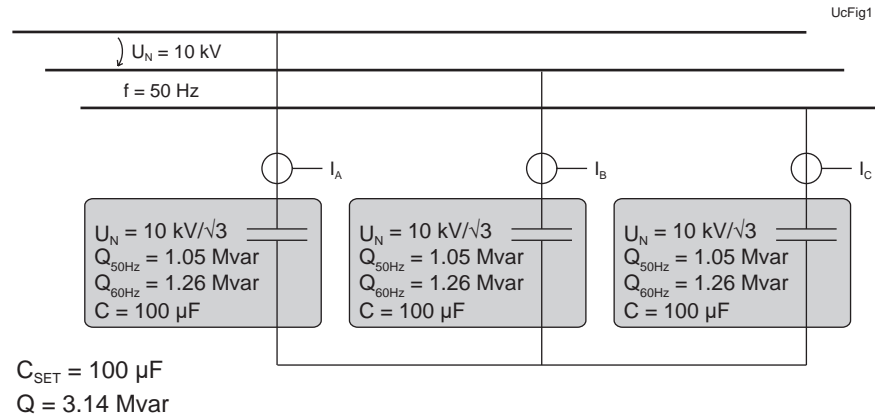 UcFig1
U_N = 10 kV
f = 50 Hz
I_A
I_B
I_C
U_N = 10 kV/√3
Q_50Hz = 1.05 Mvar
Q_60Hz = 1.26 Mvar
C = 100 µF
U_N = 10 kV/√3
Q_50Hz = 1.05 Mvar
Q_60Hz = 1.26 Mvar
C = 100 µF
U_N = 10 kV/√3
Q_50Hz = 1.05 Mvar
Q_60Hz = 1.26 Mvar
C = 100 µF
C_SET = 100 µF
Q = 3.14 Mvar